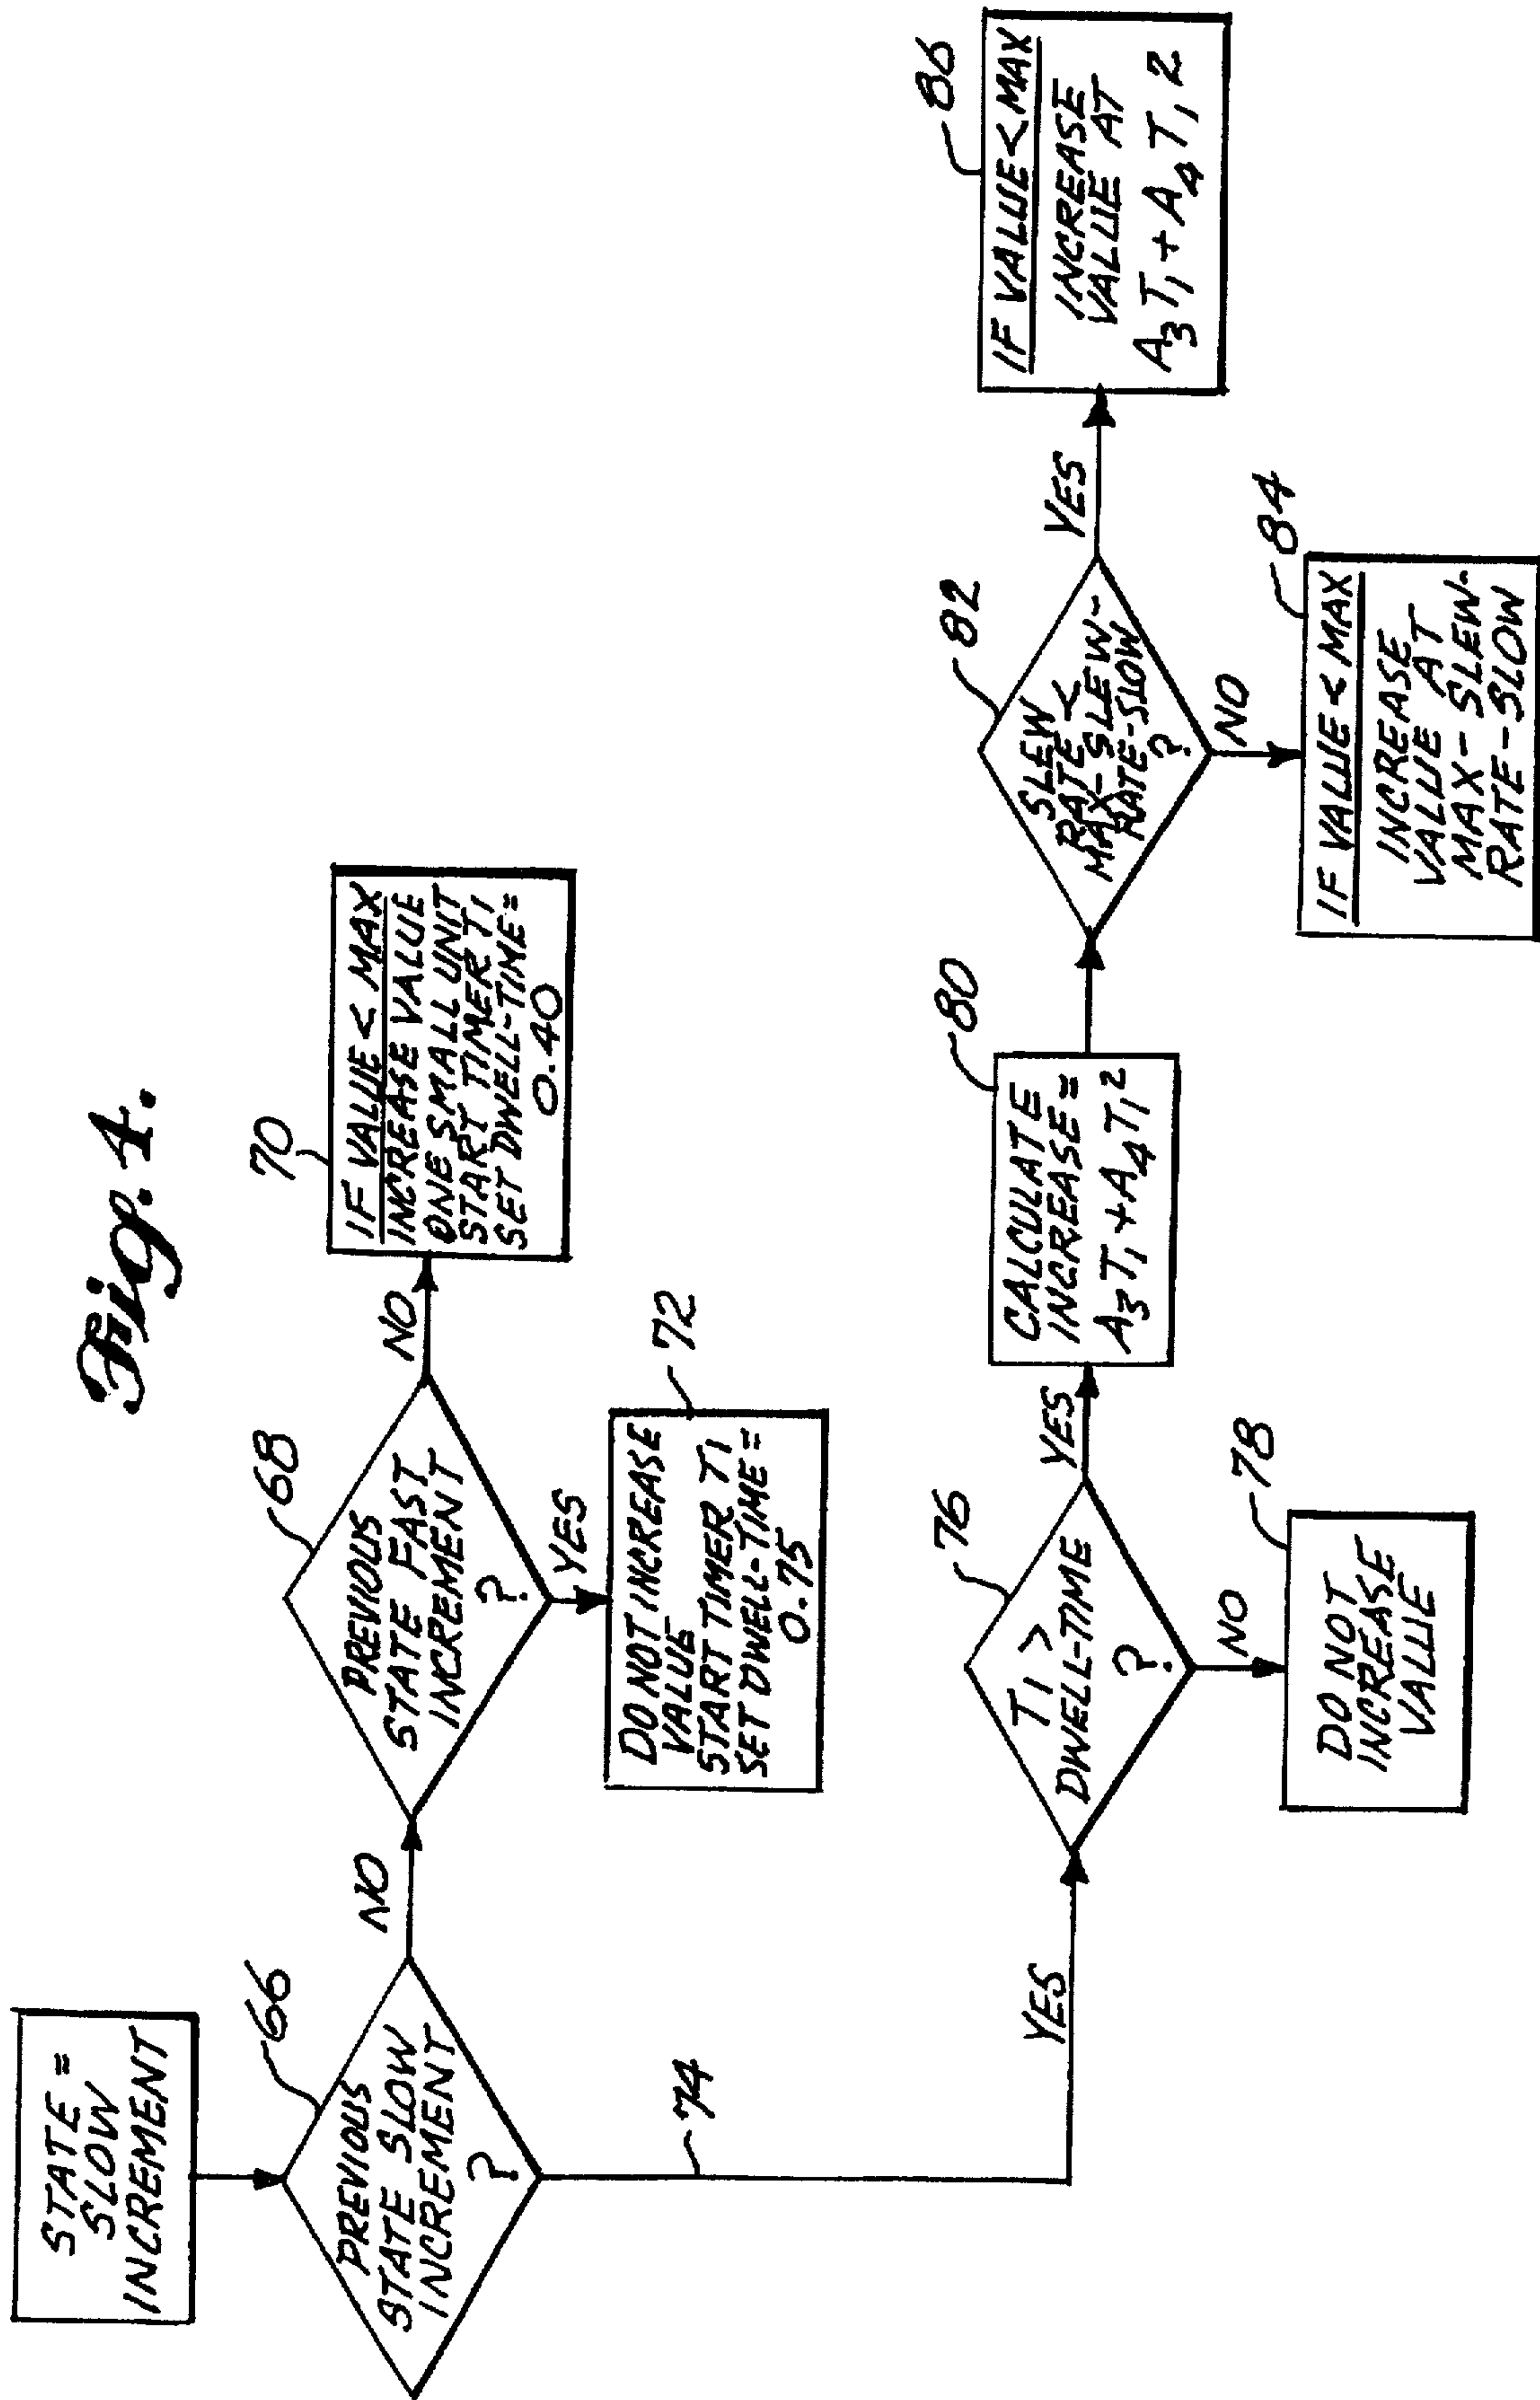 Fig. 4.
STATE =
SLOW
INCREMENT
66
PREVIOUS
STATE SLOW
INCREMENT
?
NO
68
PREVIOUS
STATE FAST
INCREMENT
?
NO
70
IF VALUE < MAX
INCREASE VALUE
ONE SMALL UNIT
START TIMER T1
SET DWELL-TIME =
0.40
YES
72
DO NOT INCREASE
VALUE
START TIMER T1
SET DWELL-TIME =
0.75
74
YES
76
T1 >
DWELL-TIME
?
NO
78
DO NOT
INCREASE
VALUE
YES
80
CALCULATE
INCREASE =
A3T1+A4T1²
82
SLEW
RATE <
MAX-SLEW-
RATE-SLOW
?
NO
84
IF VALUE < MAX
INCREASE
VALUE AT
MAX-SLEW-
RATE-SLOW
YES
86
IF VALUE < MAX
INCREASE
VALUE AT
A3T1+A4T1 2